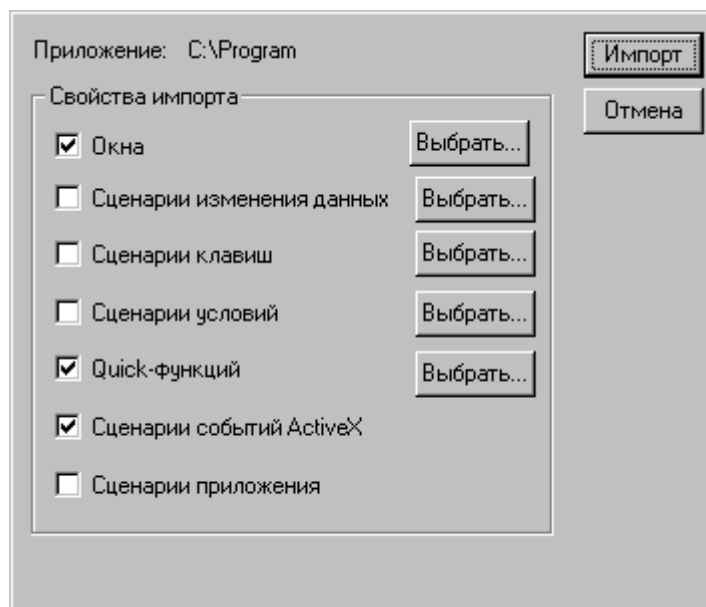 Приложение: C:\Program
Импорт
Отмена
Свойства импорта
Окна Выбрать...
Сценарии изменения данных Выбрать...
Сценарии клавиш Выбрать...
Сценарии условий Выбрать...
Quick-функций Выбрать...
Сценарии событий ActiveX
Сценарии приложения